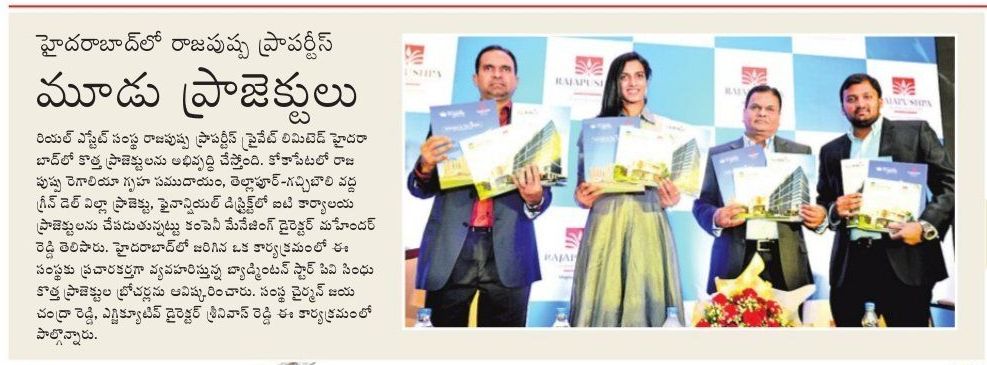 హైదరాబాద్‌లో రాజపుష్ప ప్రాపర్టీస్
మూడు ప్రాజెక్టులు
రియల్ ఎస్టేట్ సంస్థ రాజపుష్ప ప్రాపర్టీస్ ప్రైవేట్ లిమిటెడ్ హైదరా
బాద్‌లో కొత్త ప్రాజెక్టులను అభివృద్ధి చేస్తోంది. కోకాపేటలో రాజ
పుష్ప రెగాలియా గృహ సముదాయం, తెల్లాపూర్-గచ్చిబౌలి వద్ద
గ్రీన్ డెల్ విల్లా ప్రాజెక్టు, ఫైనాన్షియల్ డిస్ట్రిక్ట్‌లో ఐటి కార్యాలయ
ప్రాజెక్టులను చేపడుతున్నట్టు కంపెనీ మేనేజింగ్ డైరెక్టర్ మహేందర్
రెడ్డి తెలిపారు. హైదరాబాద్‌లో జరిగిన ఒక కార్యక్రమంలో ఈ
సంస్థకు ప్రచారకర్తగా వ్యవహరిస్తున్న బ్యాడ్మింటన్ స్టార్ పివి సింధు
కొత్త ప్రాజెక్టుల బ్రోచర్లను ఆవిష్కరించారు. సంస్థ చైర్మన్ జయ
చంద్రా రెడ్డి, ఎగ్జిక్యూటివ్ డైరెక్టర్ శ్రీనివాస్ రెడ్డి ఈ కార్యక్రమంలో
పాల్గొన్నారు.
PUSHPA
RAJAPUSHPA
RAJAPUSHPA
RAJAPUSHPA